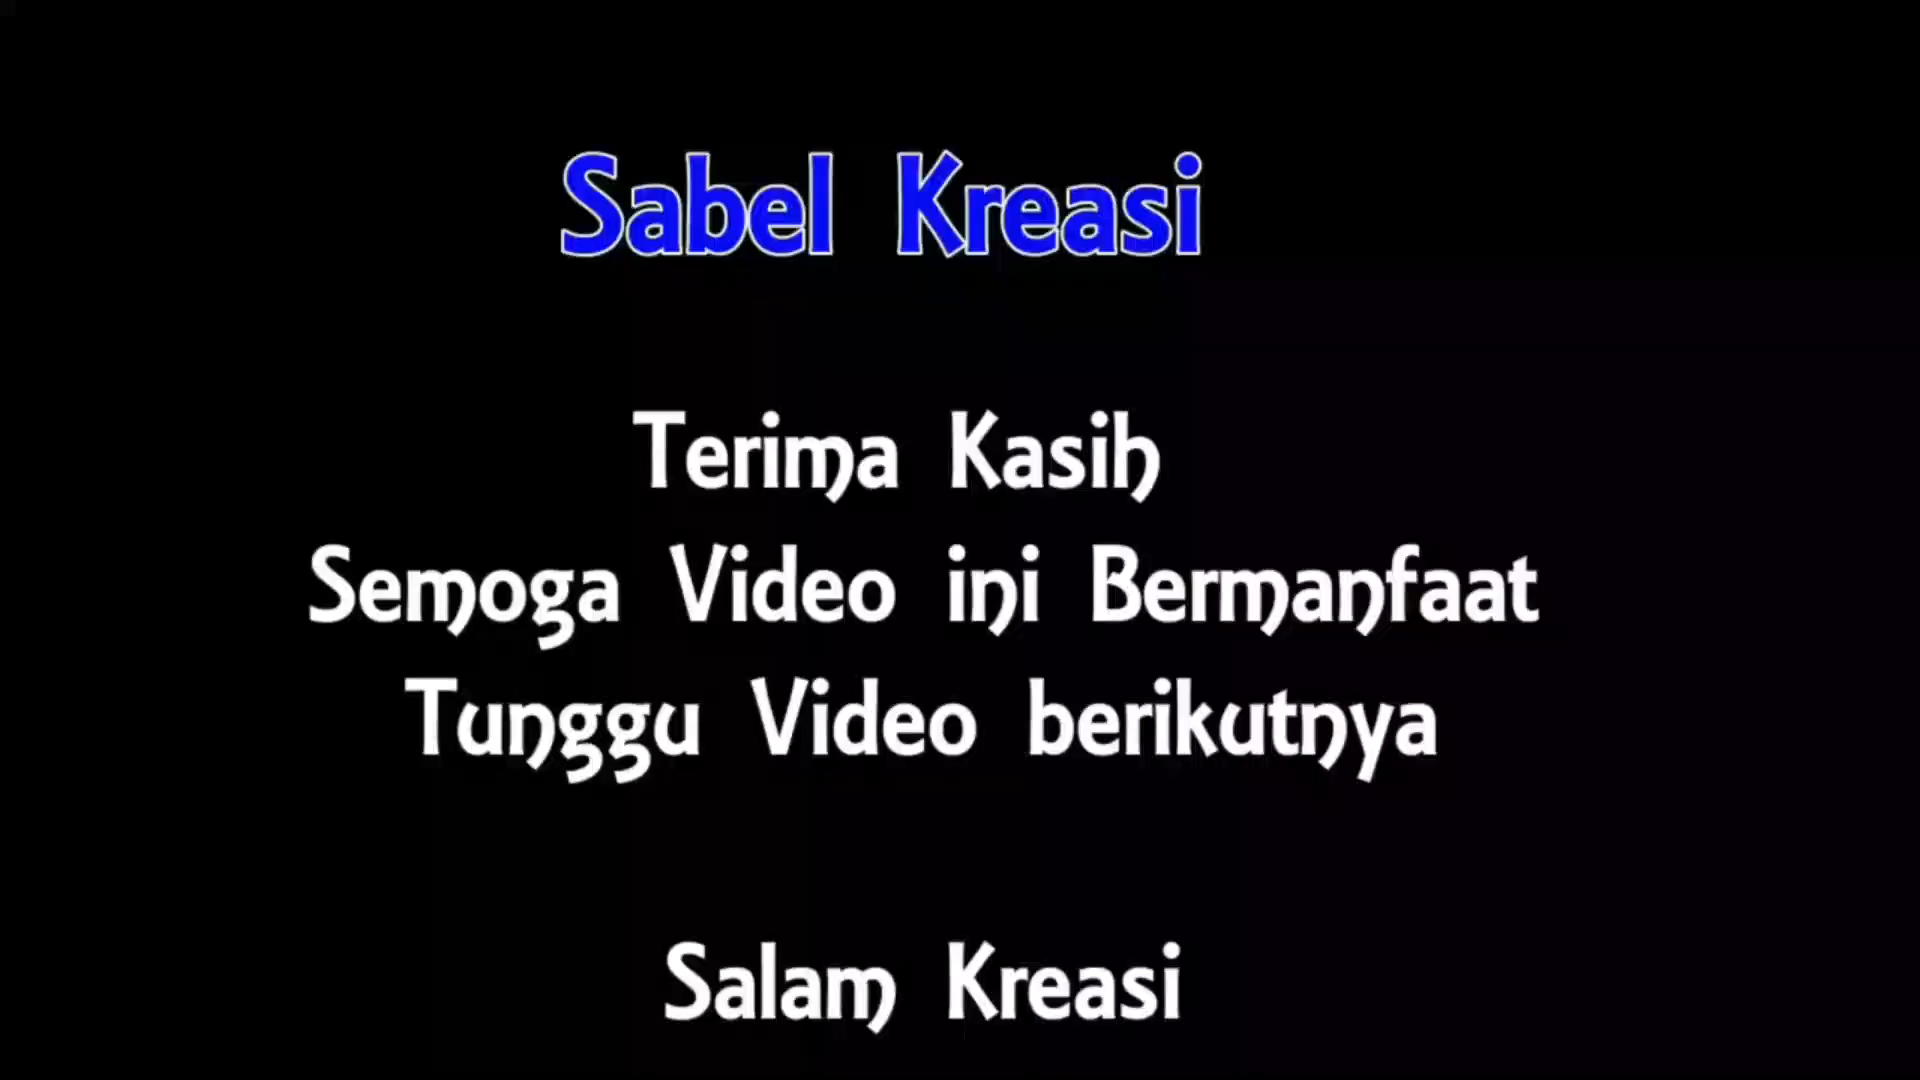 Sabel Kreasi
Terima Kasih
Semoga Video ini Bermanfaat
Tunggu Video berikutnya
Salam Kreasi